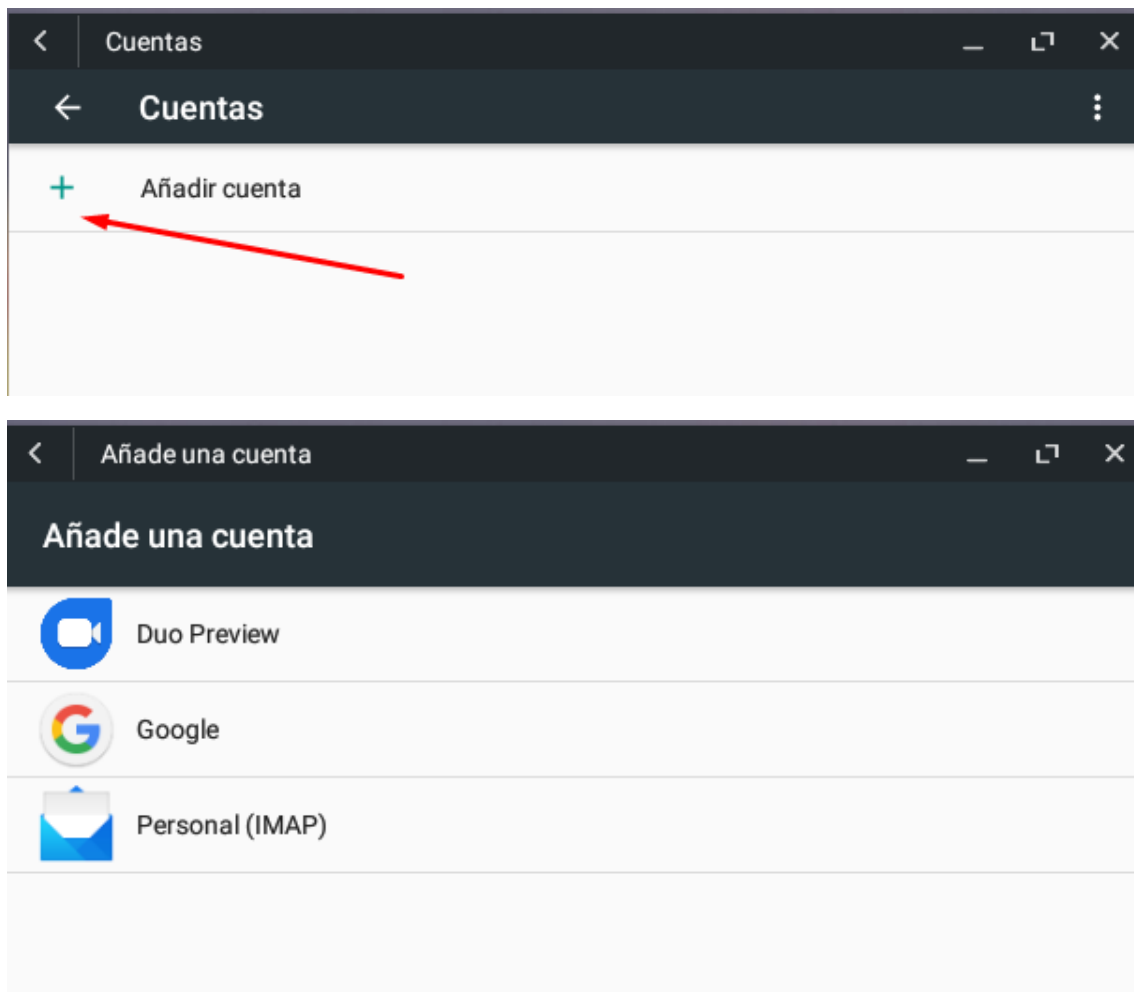 Cuentas
Cuentas
Añadir cuenta
Añade una cuenta
Añade una cuenta
Duo Preview
Google
Personal (IMAP)